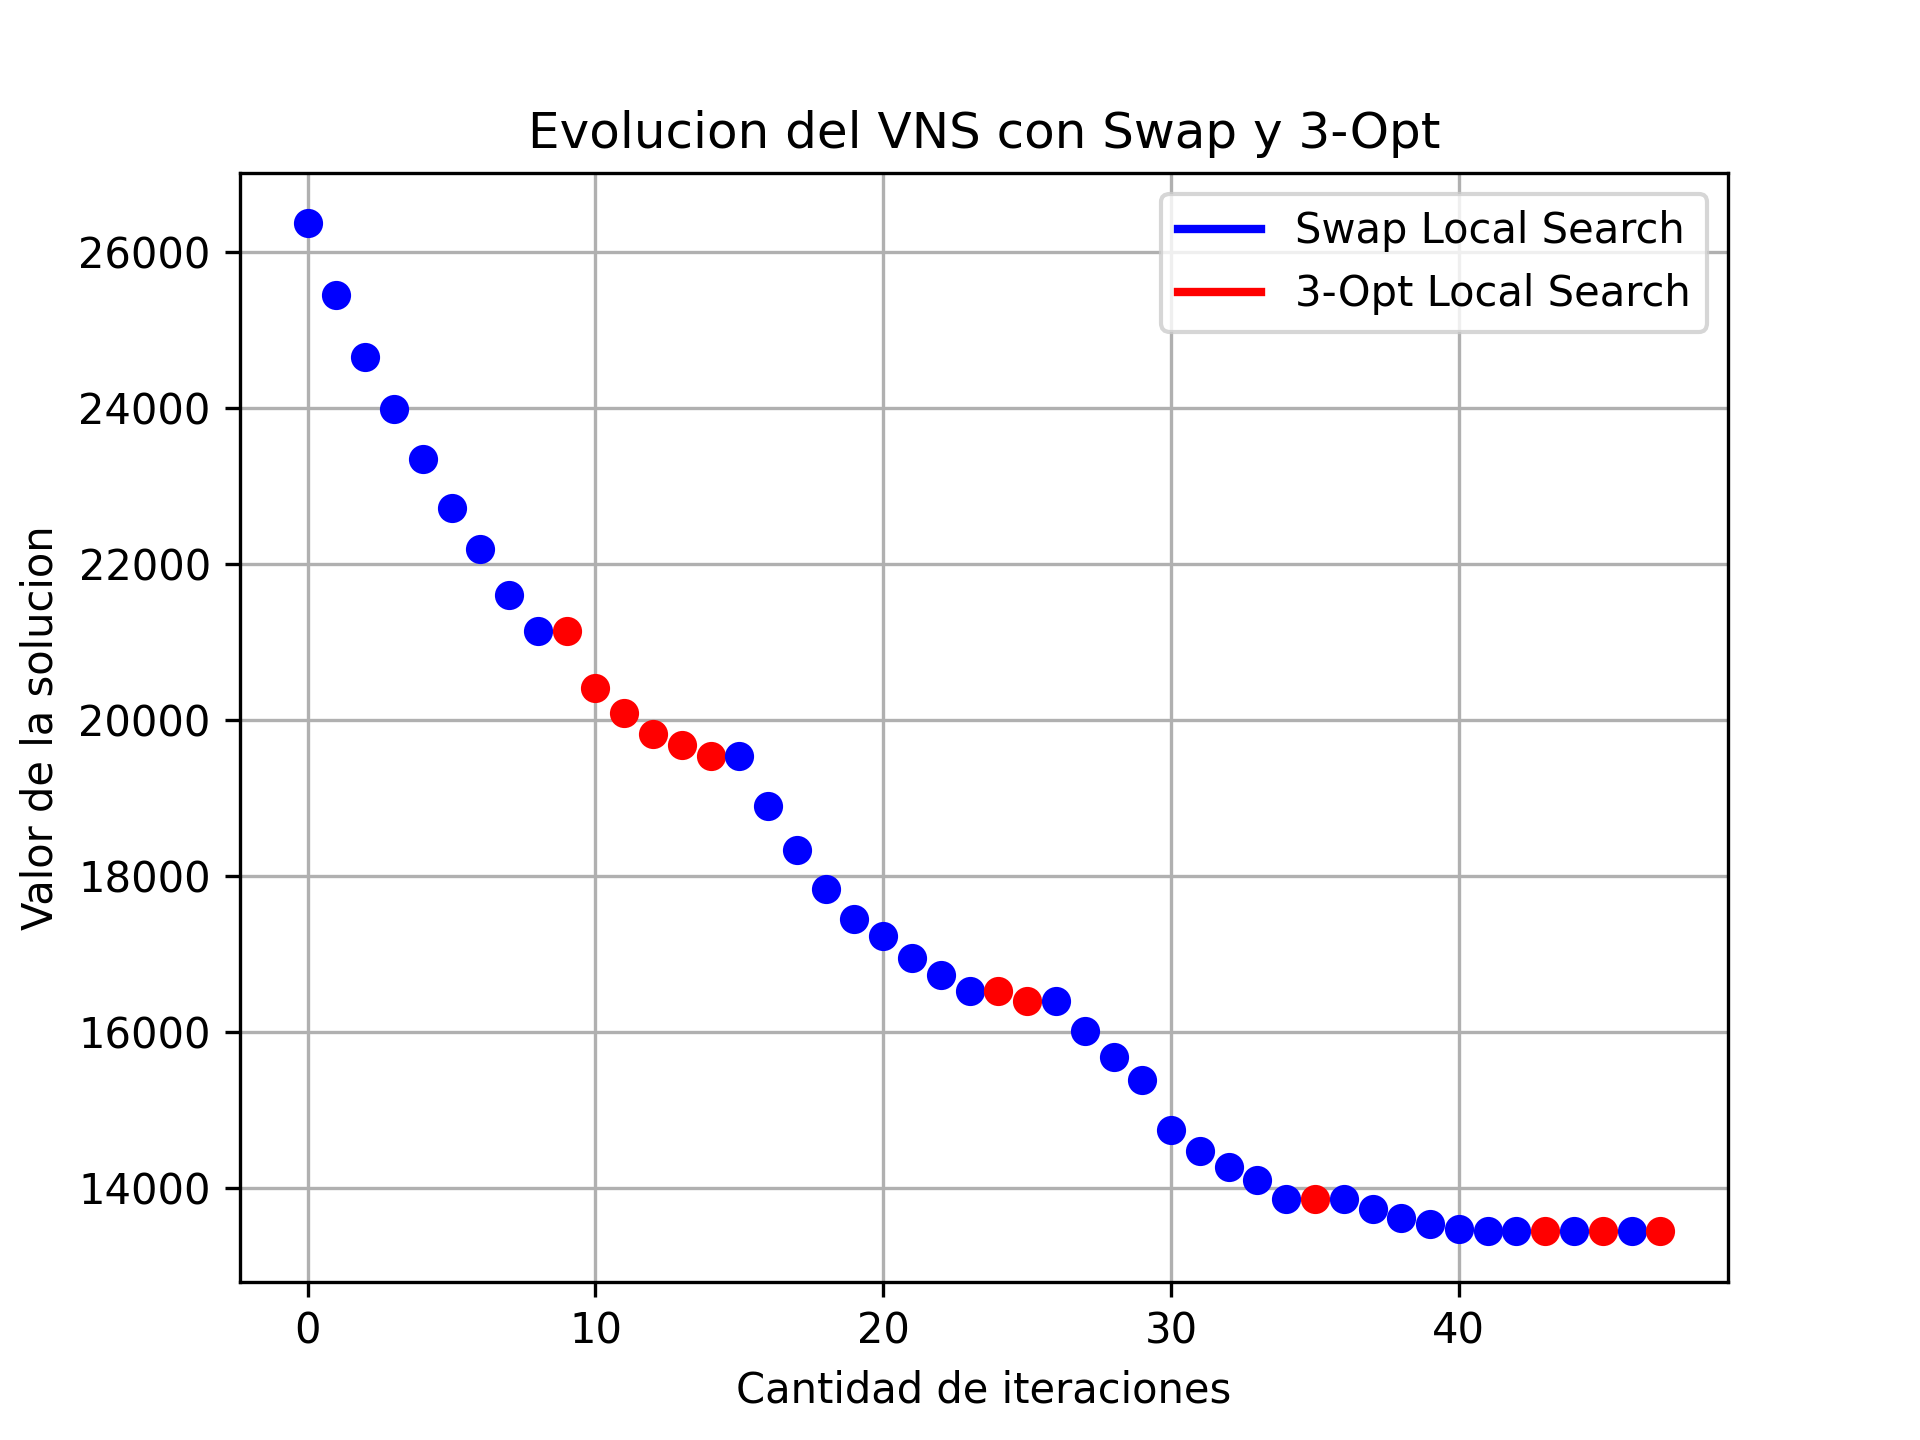 Evolucion del VNS con Swap y 3-Opt
Swap Local Search
3-Opt Local Search
26000
24000
22000
20000
18000
16000
14000
Valor de la solucion
0 10 20 30 40
Cantidad de iteraciones